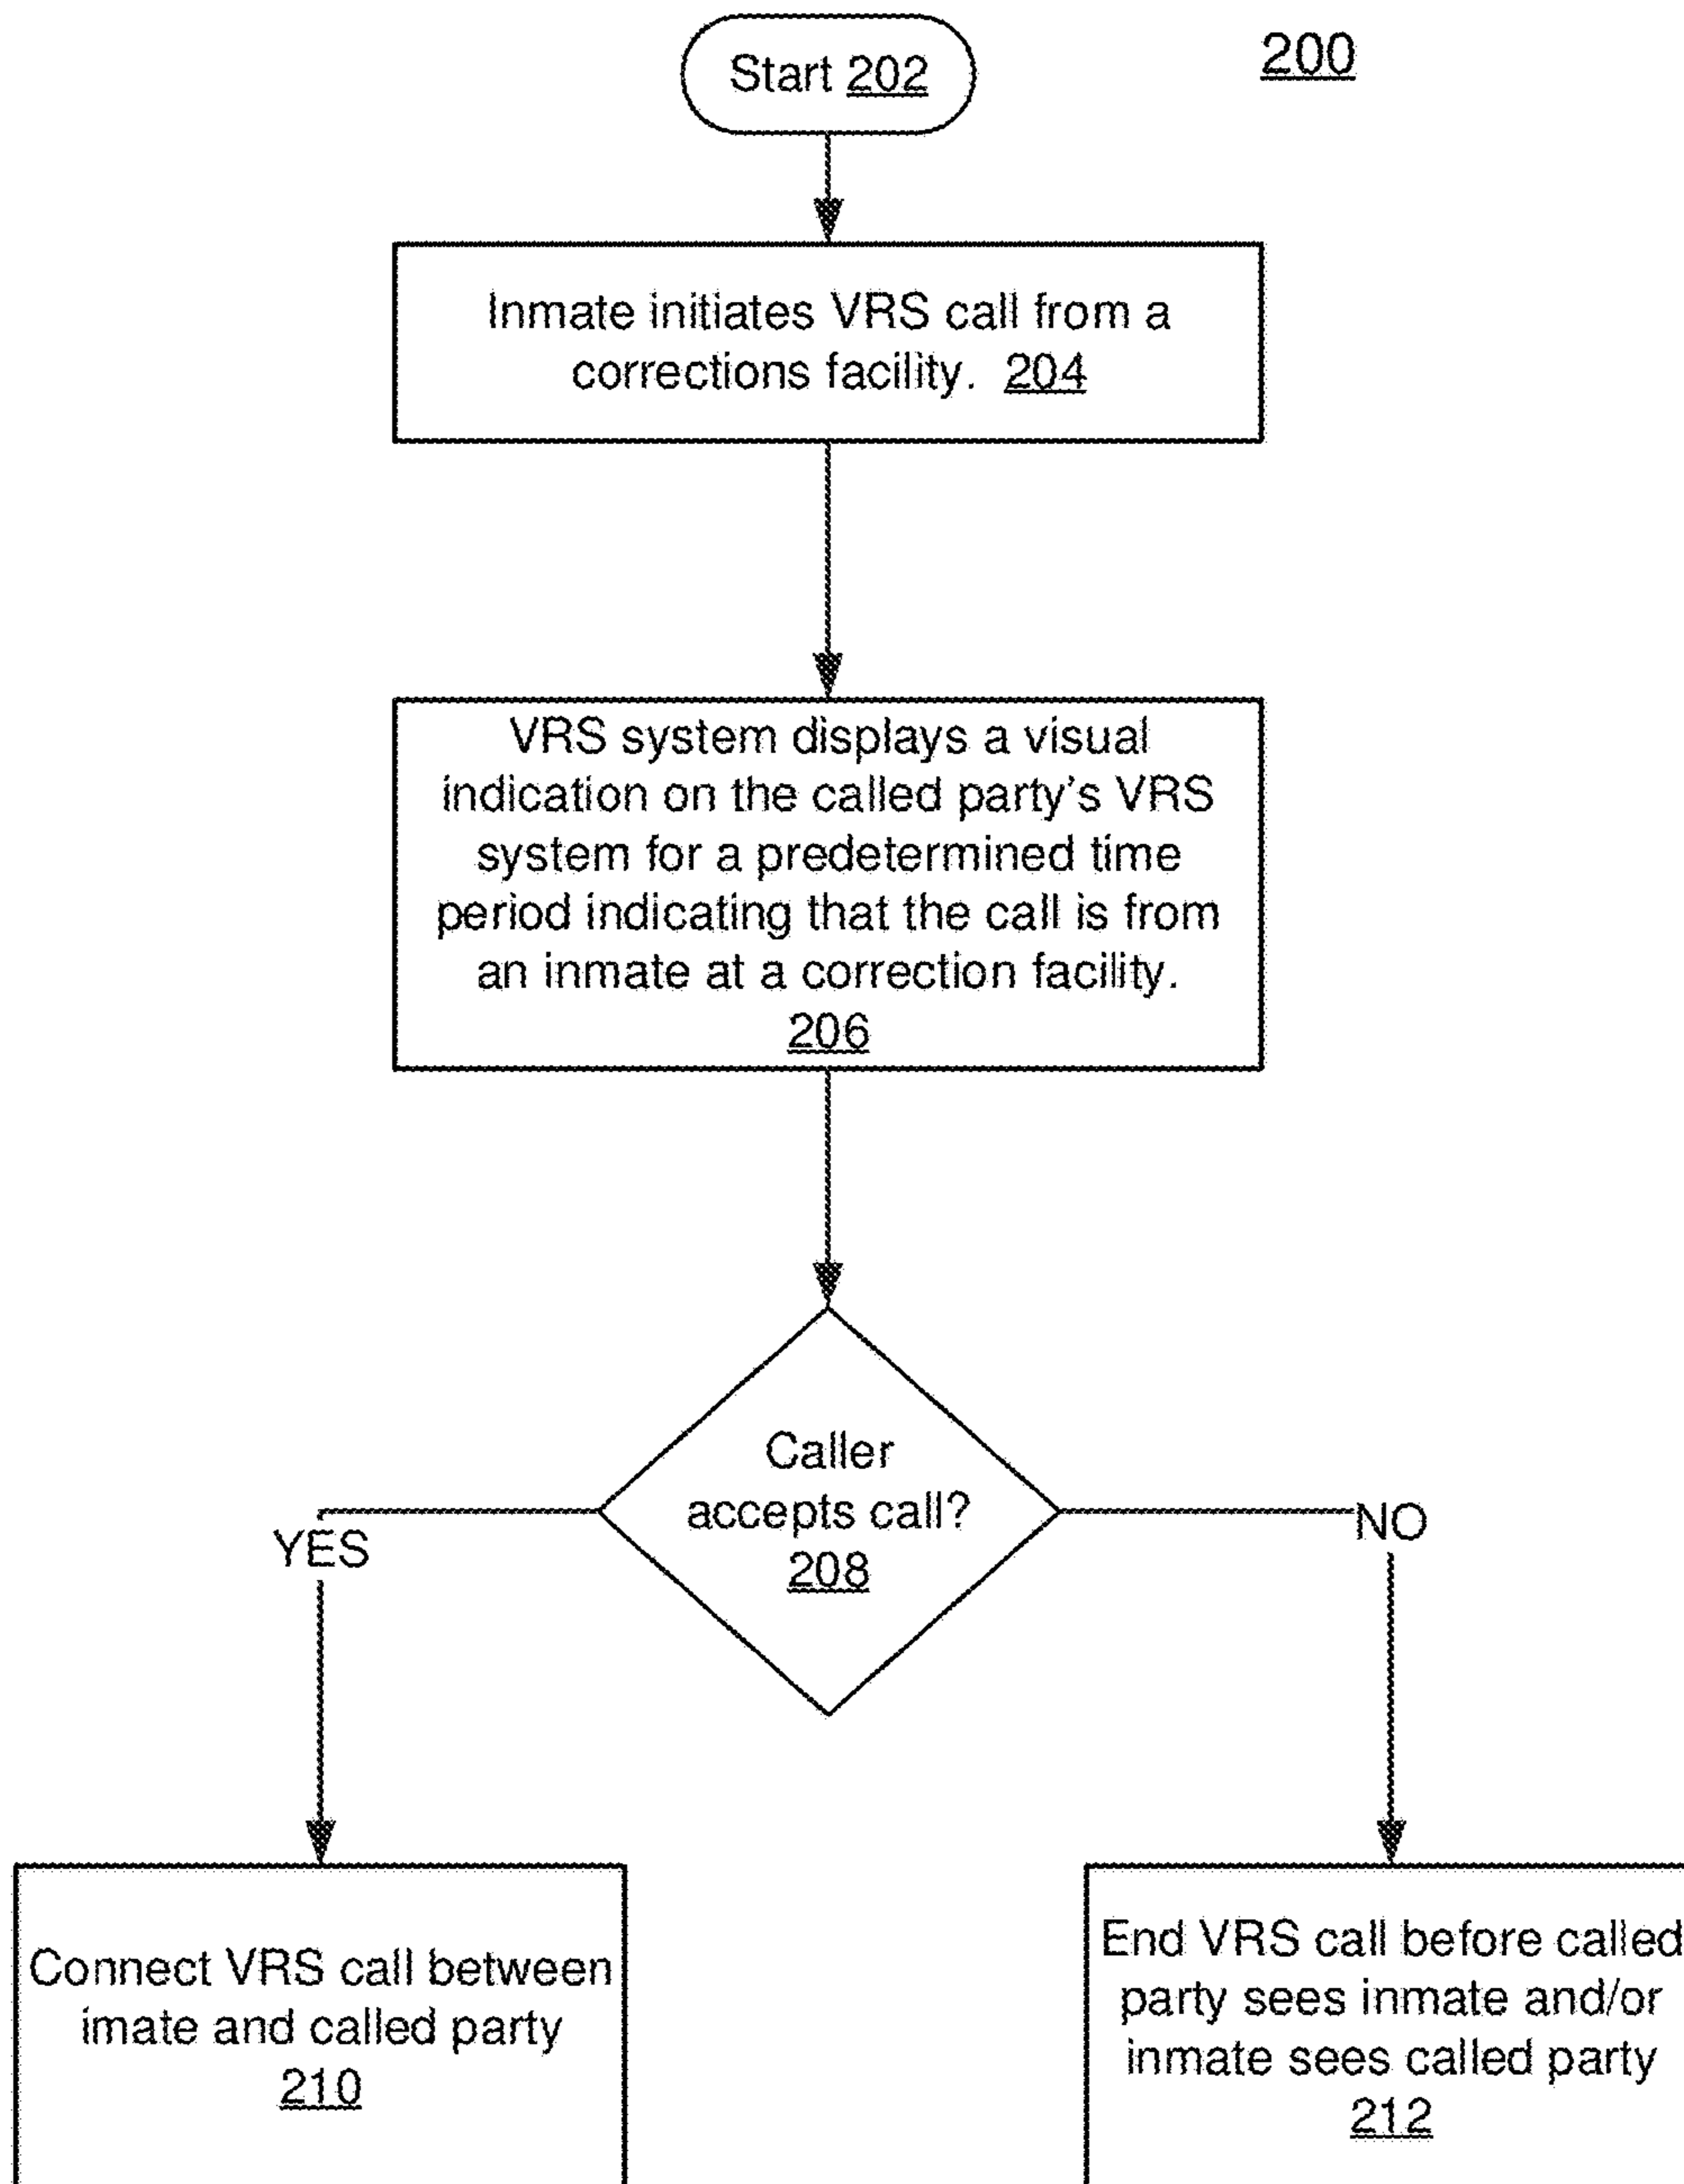 200
Start 202
Inmate initiates VRS call from a
corrections facility. 204
VRS system displays a visual
indication on the called party's VRS
system for a predetermined time
period indicating that the call is from
an inmate at a correction facility.
206
Caller
accepts call?
208
YES
NO
Connect VRS call between
imate and called party
210
End VRS call before called
party sees inmate and/or
inmate sees called party
212